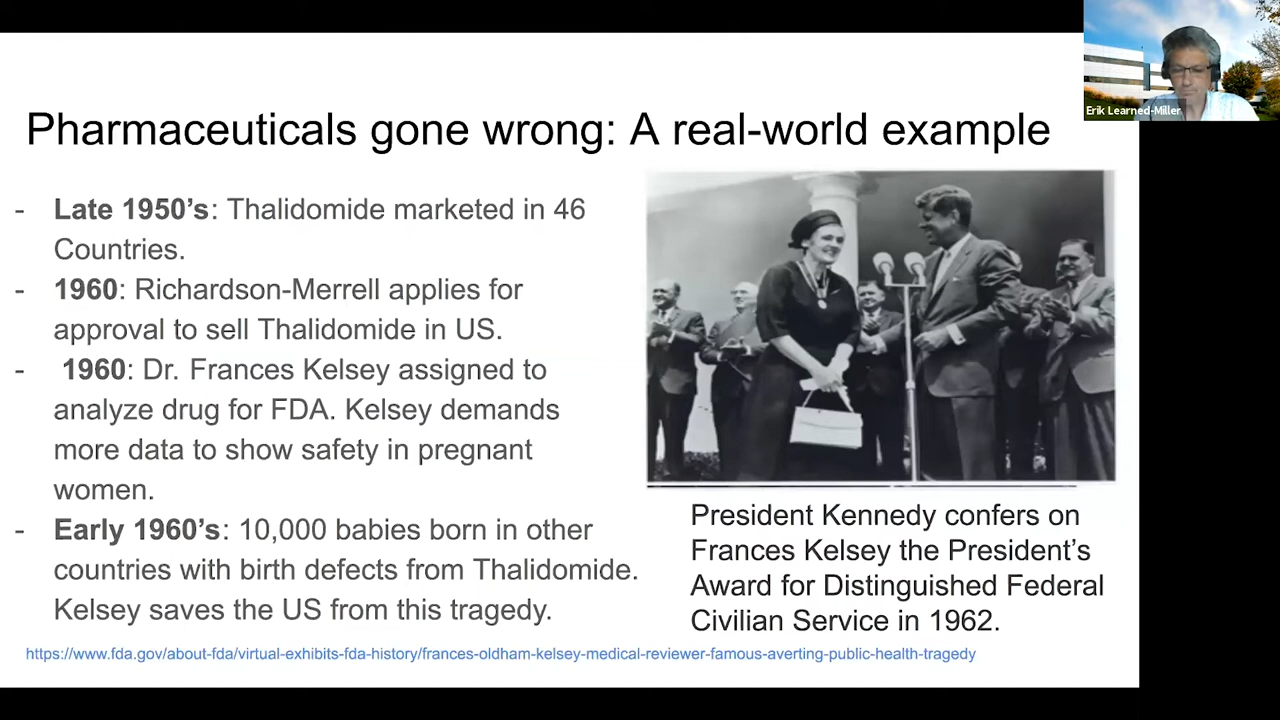 Pharmaceuticals gone wrong: A real-world example
- Late 1950’s: Thalidomide marketed in 46
Countries.
- 1960: Richardson-Merrell applies for
approval to sell Thalidomide in US.
- 1960: Dr. Frances Kelsey assigned to
analyze drug for FDA. Kelsey demands
more data to show safety in pregnant
women.
- Early 1960’s: 10,000 babies born in other
countries with birth defects from Thalidomide.
Kelsey saves the US from this tragedy.
President Kennedy confers on
Frances Kelsey the President’s
Award for Distinguished Federal
Civilian Service in 1962.
https://www.fda.gov/about-fda/virtual-exhibits-fda-history/frances-oldham-kelsey-medical-reviewer-famous-averting-public-health-tragedy
Erik Learned-Miller